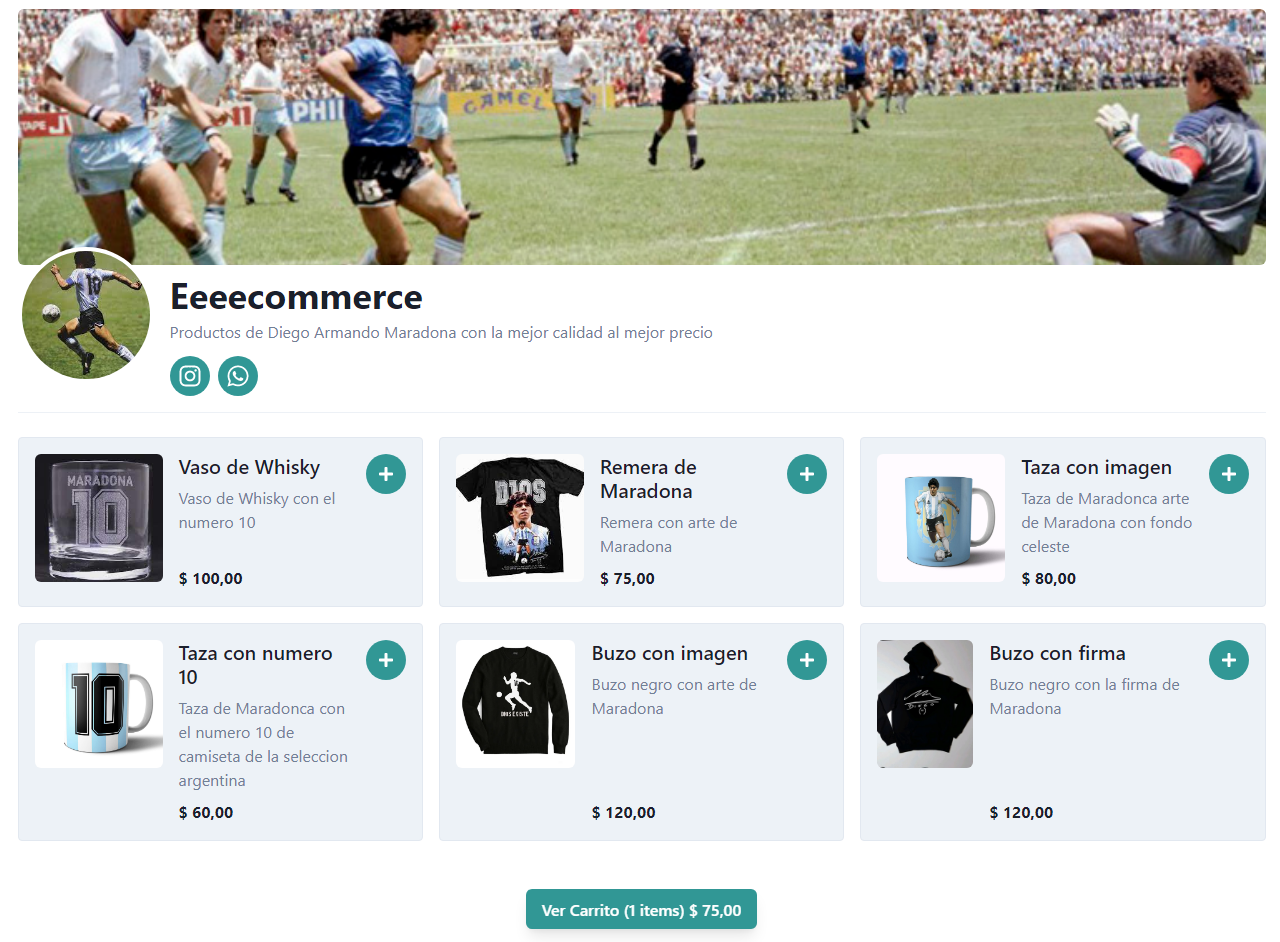 TAPE J
PHIL
CAMEL
10
Eeeecommerce
Productos de Diego Armando Maradona con la mejor calidad al mejor precio
MARADONA
10
Vaso de Whisky
Vaso de Whisky con el
numero 10
$ 100,00
D10S
Remera de
Maradona
Remera con arte de
Maradona
$ 75,00
Taza con imagen
Taza de Maradonca arte
de Maradona con fondo
celeste
$ 80,00
10
Taza con numero
10
Taza de Maradonca con
el numero 10 de
camiseta de la seleccion
argentina
$ 60,00
DIOS EXISTE
Buzo con imagen
Buzo negro con arte de
Maradona
$ 120,00
Buzo con firma
Buzo negro con la firma de
Maradona
$ 120,00
Ver Carrito (1 items) $ 75,00